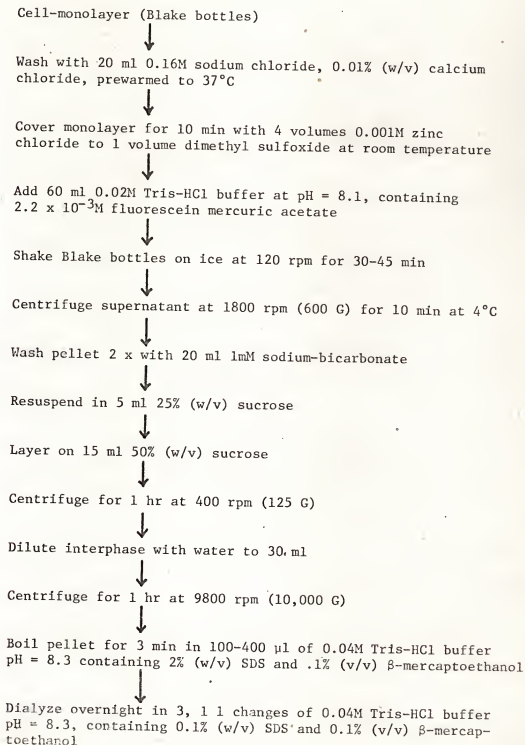 Cell-monolayer (Blake bottles)
Wash with 20 ml 0.16M sodium chloride, 0.01% (w/v) calcium
chloride, prewarmed to 37°C
Cover monolayer for 10 min with 4 volumes 0.001M zinc
chloride to 1 volume dimethyl sulfoxide at room temperature
Add 60 ml 0.02M Tris-HCl buffer at pH = 8.1, containing
2.2 x 10⁻³M fluorescein mercuric acetate
Shake Blake bottles on ice at 120 rpm for 30-45 min
Centrifuge supernatant at 1800 rpm (600 G) for 10 min at 4°C
Wash pellet 2 x with 20 ml 1mM sodium-bicarbonate
Resuspend in 5 ml 25% (w/v) sucrose
Layer on 15 ml 50% (w/v) sucrose
Centrifuge for 1 hr at 400 rpm (125 G)
Dilute interphase with water to 30.ml
Centrifuge for 1 hr at 9800 rpm (10,000 G)
Boil pellet for 3 min in 100-400 µl of 0.04M Tris-HCl buffer
pH = 8.3 containing 2% (w/v) SDS and .1% (v/v) β-mercaptoethanol
Dialyze overnight in 3, 1 l changes of 0.04M Tris-HCl buffer
pH = 8.3, containing 0.1% (w/v) SDS and 0.1% (v/v) β-mercap-
toethanol